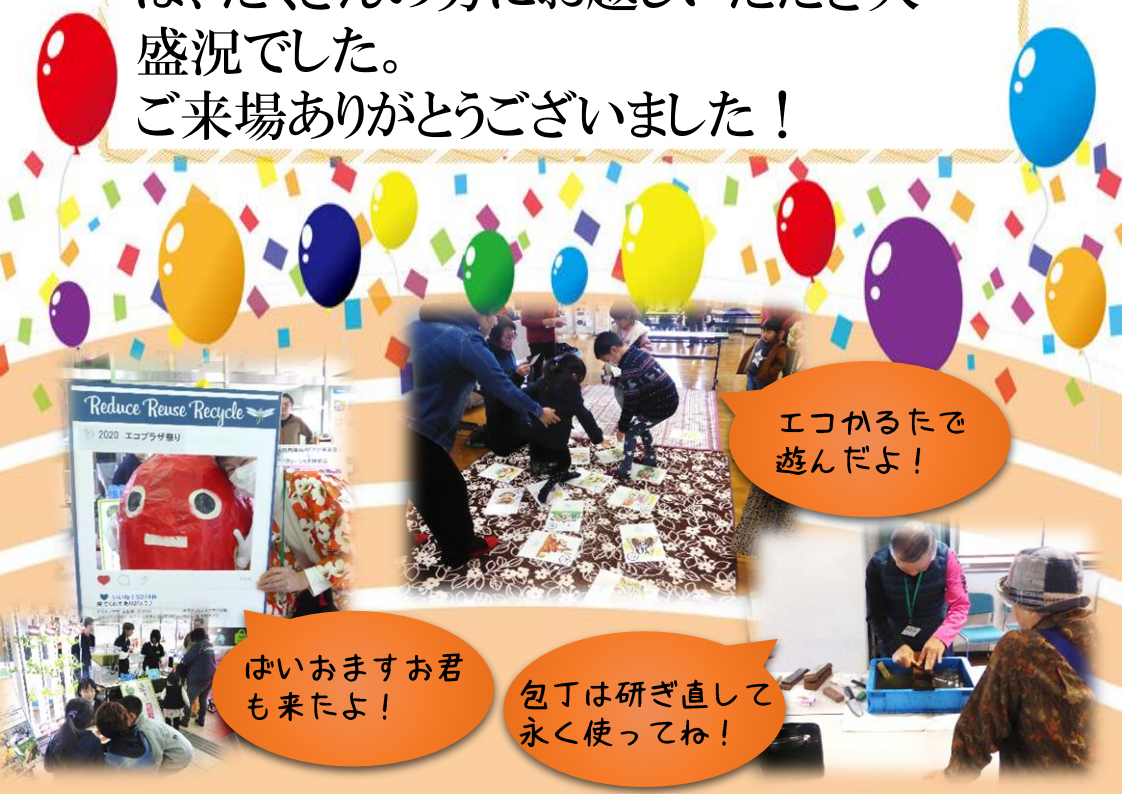 盛況でした。
ご来場ありがとうございました！
エコかるたで
遊んだよ！
Reduce Reuse Recycle
2020 エコプラザ祭り
ばいおますお君
も来たよ！
包丁は研ぎ直して
永く使ってね！